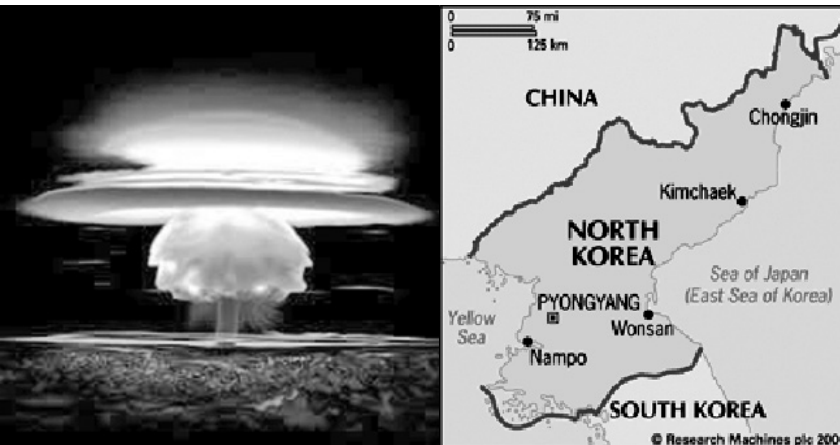 0 75 mi
0 125 km
CHINA
Chongjin
Kimchaek
NORTH
KOREA
Sea of Japan
(East Sea of Korea)
PYONGYANG
Yellow
Sea
Wonsan
Nampo
SOUTH KOREA
© Research Machines plc 200